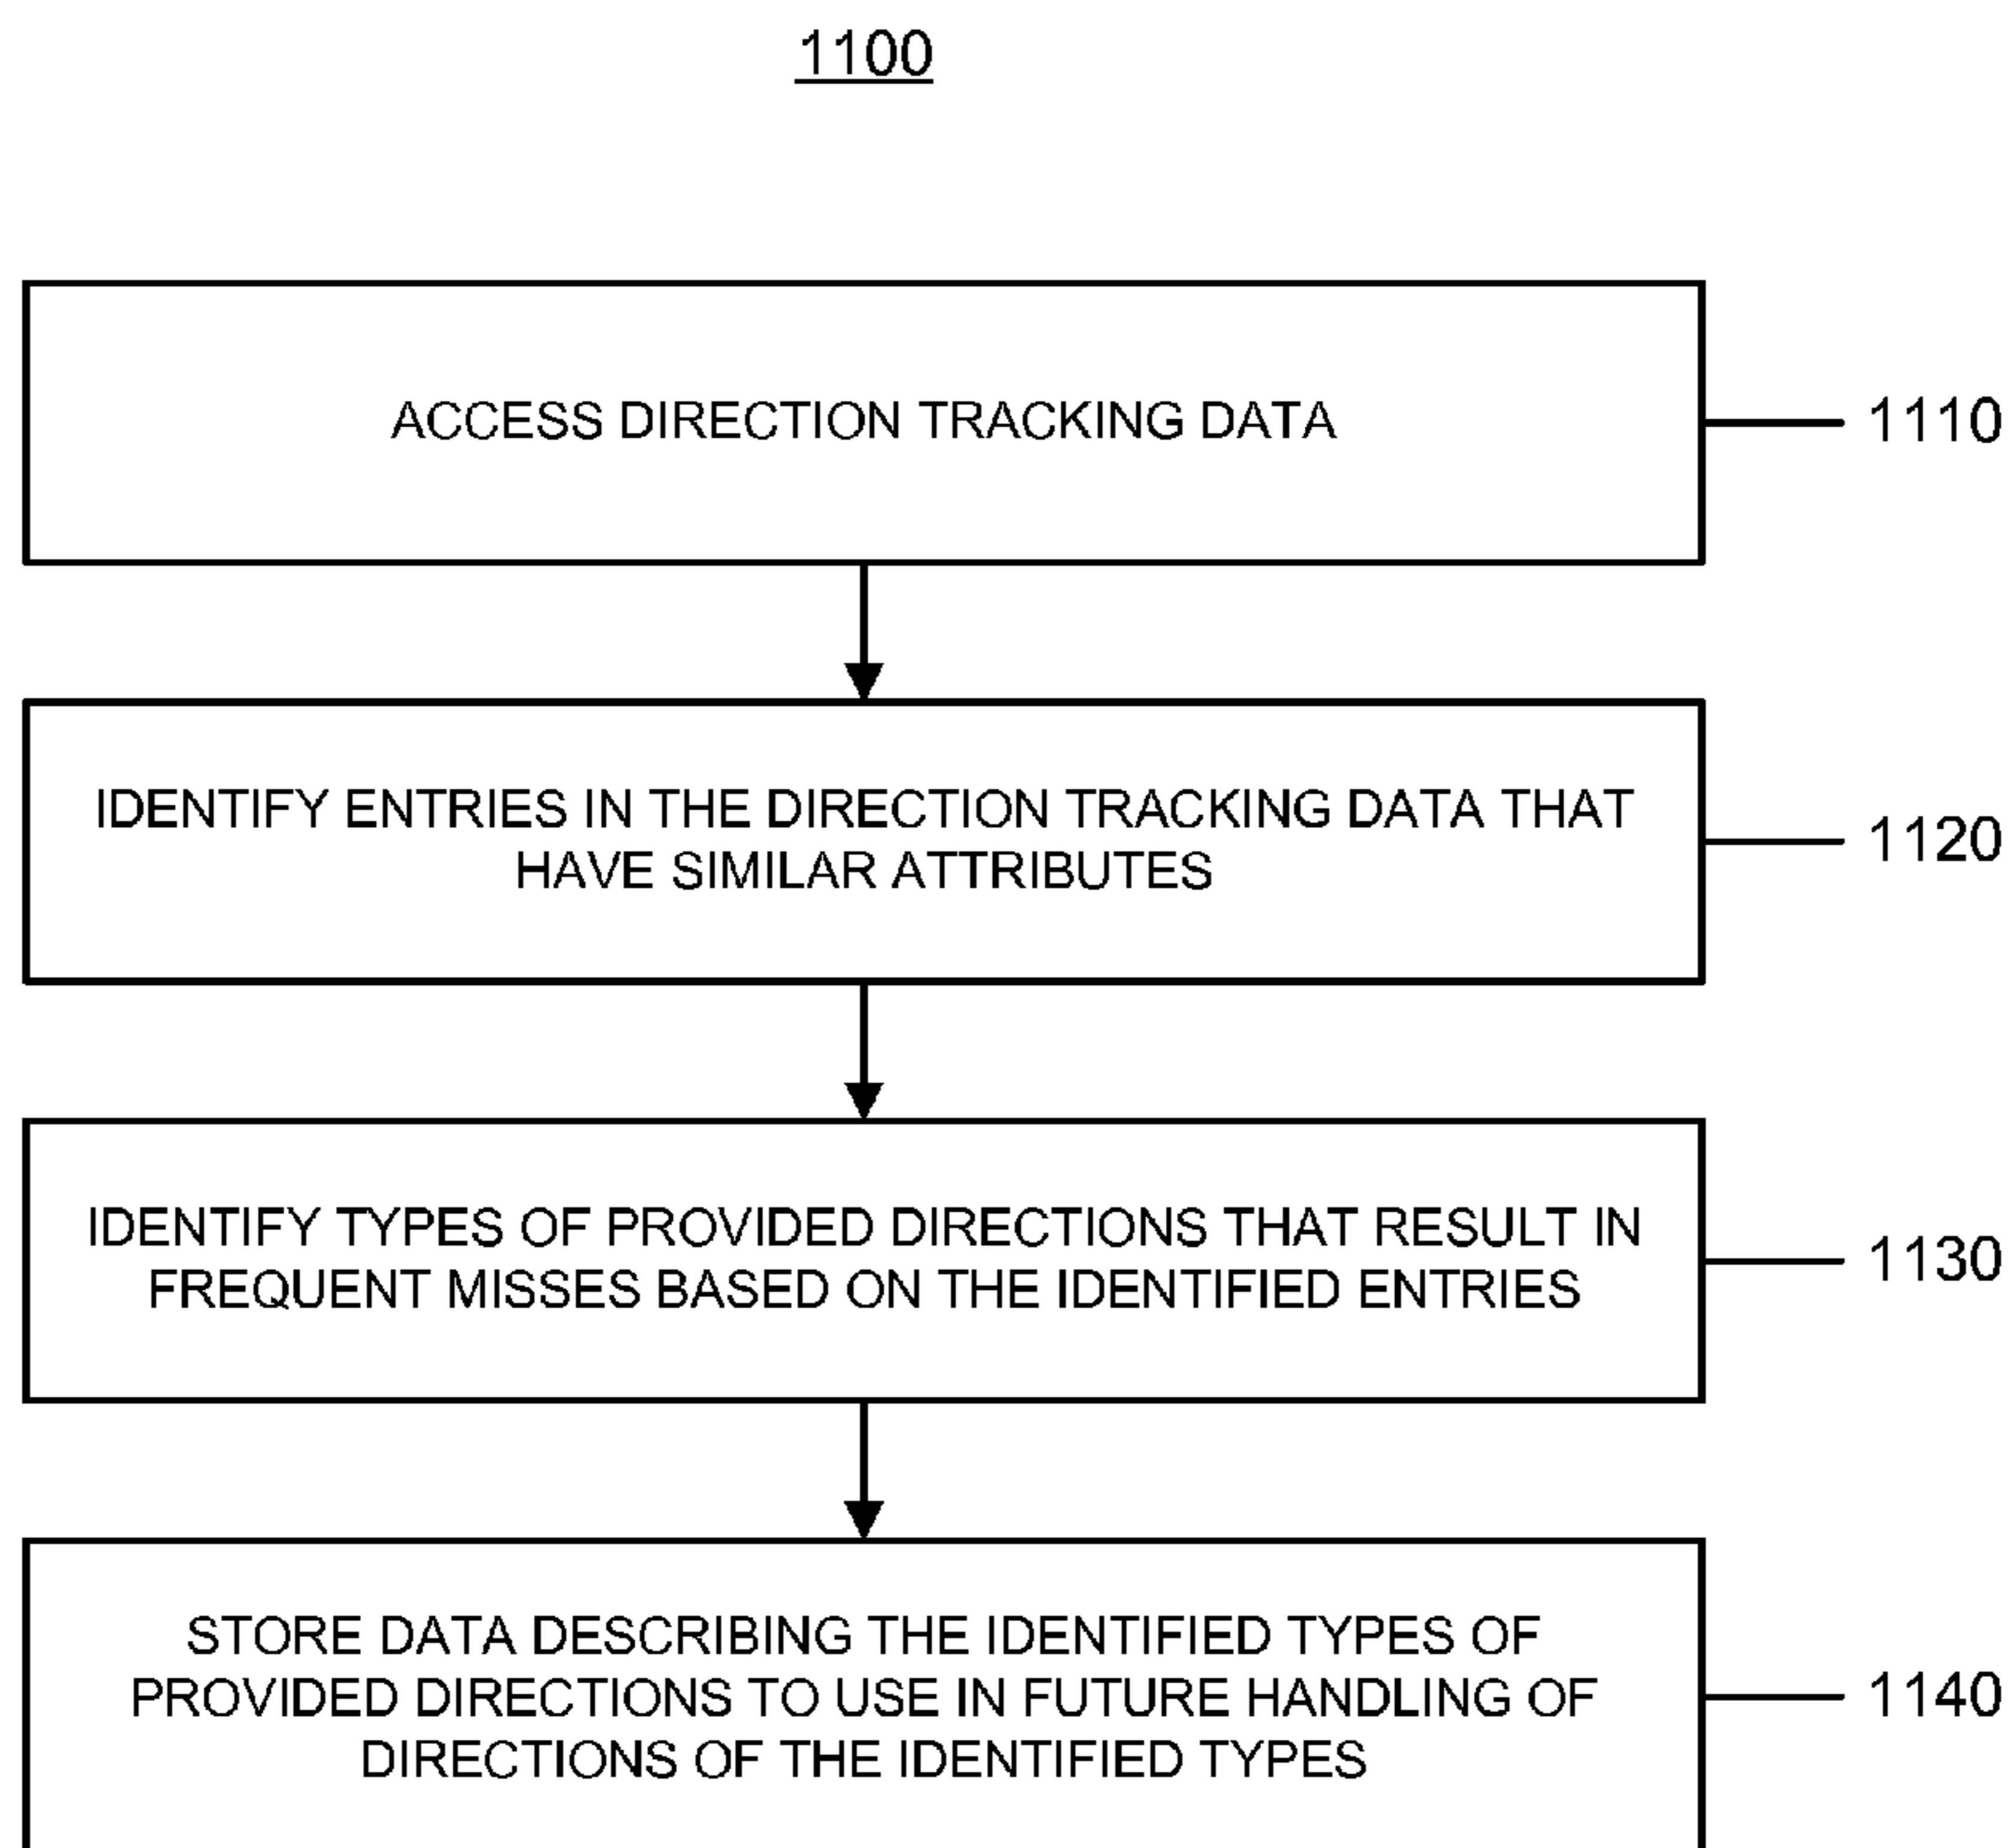 1100
ACCESS DIRECTION TRACKING DATA
1110
IDENTIFY ENTRIES IN THE DIRECTION TRACKING DATA THAT
HAVE SIMILAR ATTRIBUTES
1120
IDENTIFY TYPES OF PROVIDED DIRECTIONS THAT RESULT IN
FREQUENT MISSES BASED ON THE IDENTIFIED ENTRIES
1130
STORE DATA DESCRIBING THE IDENTIFIED TYPES OF
PROVIDED DIRECTIONS TO USE IN FUTURE HANDLING OF
DIRECTIONS OF THE IDENTIFIED TYPES
1140